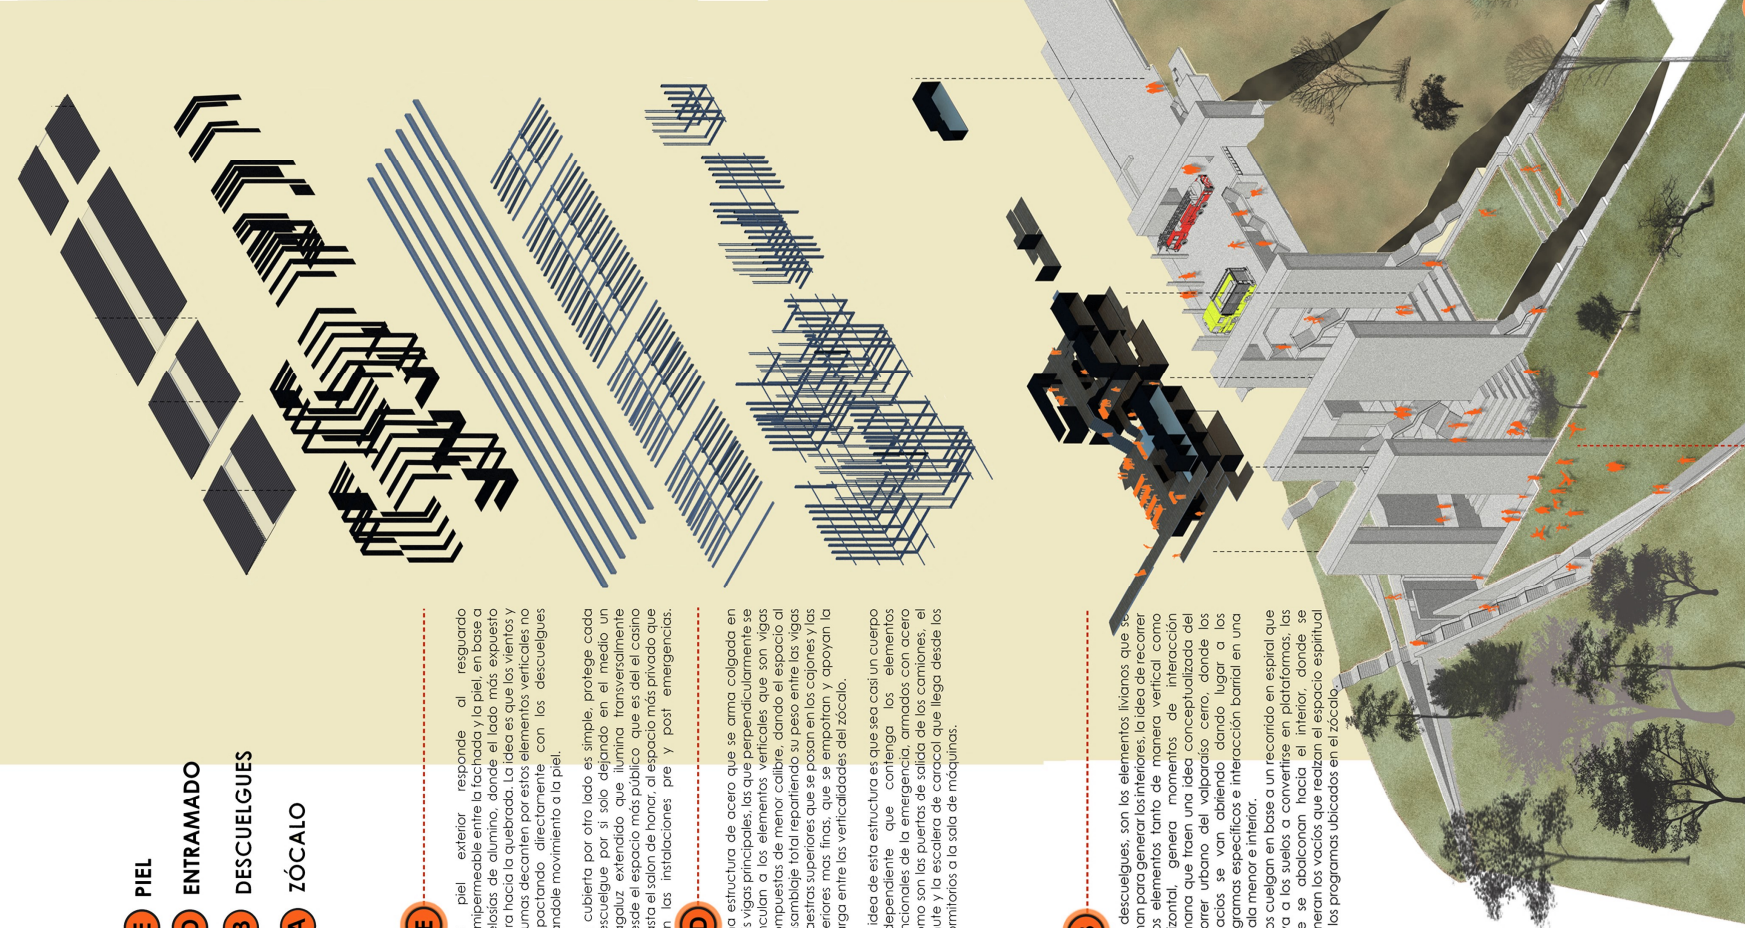 E PIEL
D ENTRAMADO
B DESCUELGUES
A ZÓCALO
E
piel exterior responde al resguardo
mipermeable entre la fachada y la piel, en base a
elosías de alumino, donde el lado más expuesto
ra hacia la quebrada. La idea es que los vientos y
umas decanten por estos elementos verticales no
pactando directamente con los descuelgues
andole movimiento a la piel.
cubierta por otro lado es simple, protege cada
escuelgue por si solo dejando en el medio un
agaluz extendido que ilumina transversalmente
esde el espacio más público que es del el casino
asta el salon de honor, al espacio más privado que
n las instalaciones pre y post emergencias.
D
na estructura de acero que se arma colgada en
s vigas principales, las que perpendicularmente se
nculan a los elementos verticales que son vigas
ompuestas de menor calibre, dando el espacio al
samblaje total repartiendo su peso entre las vigas
aestras superiores que se posan en los cajones y las
eriores mas finas, que se empotran y apoyan la
arga entre las verticalidades del zócalo.
idea de esta estructura es que sea casi un cuerpo
dependiente que contenga los elementos
ncionales de la emergencia, armados con acero
omo son las puertas de salida de los camiones, el
ute y la escalera de caracol que llega desde los
ormitorios a la sala de máquinas.
B
descuelgues, son los elementos livianos que se
nan para generar los interiores. la idea de recorrer
os elementos tanto de manera vertical como
izontal, genera momentos de interacción
mana que traen una idea conceptualizada del
orrer urbano del valparaíso cerro, donde los
acios se van abriendo dando lugar a los
gramas específicos e interacción barrial en una
ala menor e interior.
os cuelgan en base a un recorrido en espiral que
va a los suelos a convertirse en plataformas, las
e se abalconan hacia el interior, donde se
neran los vacíos que realzan el espacio espiritual
los programas ubicados en el zócalo.